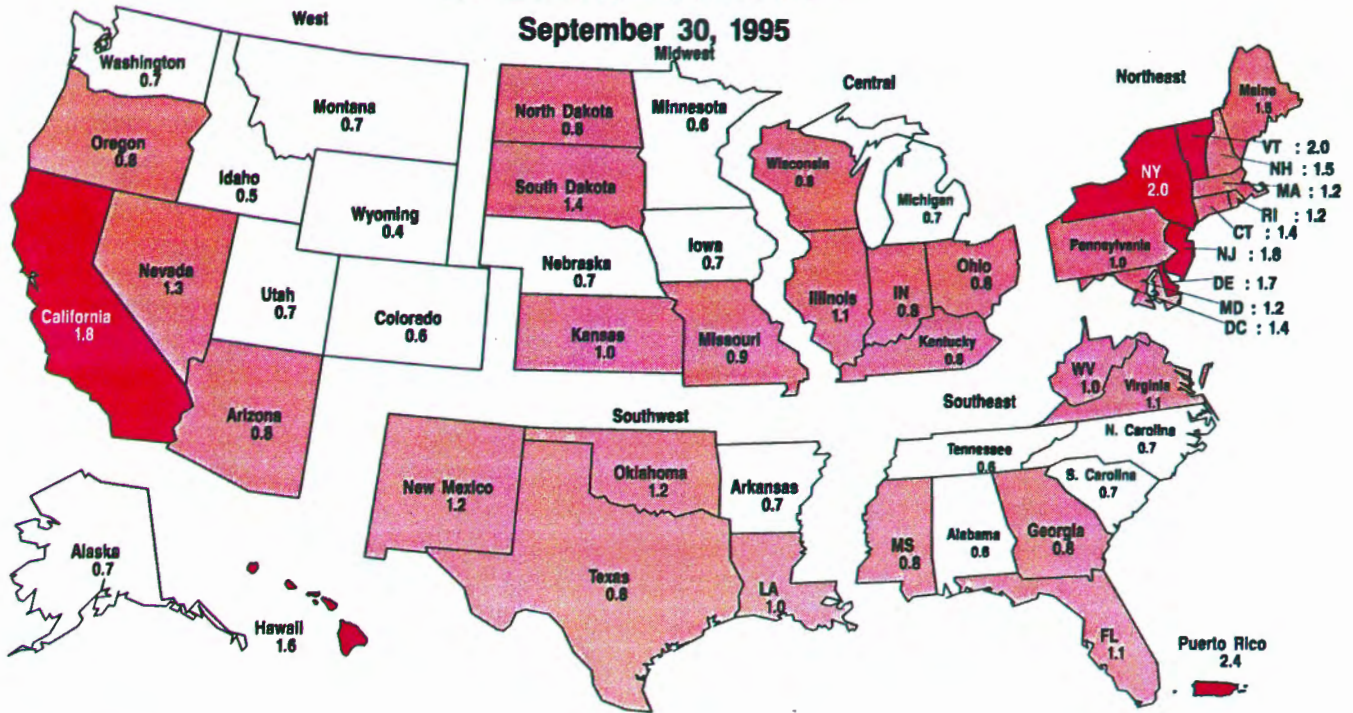 September 30, 1995
West
Midwest
Central
Northeast
Washington
0.7
Montana
0.7
North Dakota
0.8
Minnesota
0.6
Maine
Oregon
0.8
Idaho
0.5
South Dakota
1.4
Wisconsin
Michigan
0.7
NY
2.0
VT : 2.0
NH : 1.5
MA : 1.2
RI : 1.2
CT : 1.4
NJ :
DE : 1.7
MD : 1.2
DC : 1.4
Wyoming
0.4
Iowa
0.7
Pennsylvania
1.0
Nevada
1.3
Nebraska
0.7
Ohio
0.8
Utah
0.7
Illinois
1.1
IN
0.8
California
1.8
Colorado
0.6
Kansas
1.0
Missouri
0.9
Kentucky
WV
1.0
Virginia
1.1
Arizona
0.8
Southwest
Southeast
Tennessee
0.6
N. Carolina
0.7
New Mexico
1.2
Oklahoma
1.2
Arkansas
0.7
S. Carolina
0.7
Alaska
0.7
MS
0.8
Alabama
0.6
Georgia
0.8
Texas
0.8
LA
1.0
Hawaii
1.6
FL
1.1
Puerto Rico
2.4